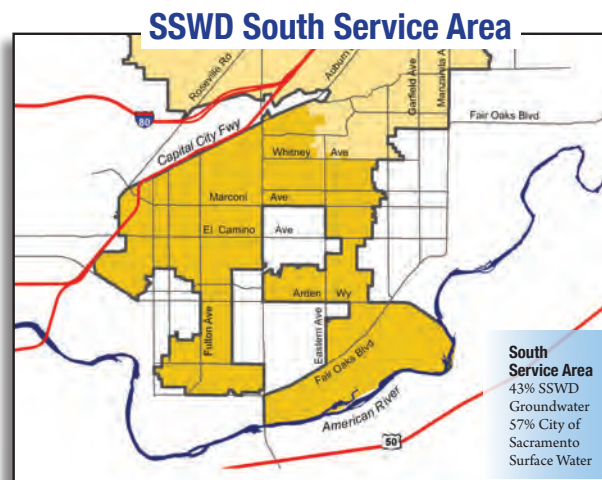 SSWD South Service Area
Roseville Rd
Auburn
Garfield Ave
Manzanita Av
80
Capital City Fwy
Fair Oaks Blvd
Whitney Ave
Marconi Ave
El Camino Ave
Arden Wy
Fulton Ave
Eastern Ave
Fair Oaks Blvd
American River
50
South
Service Area
43% SSWD
Groundwater
57% City of
Sacramento
Surface Water